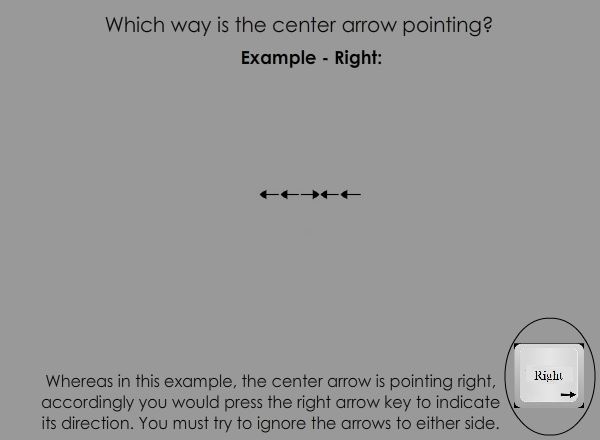 Which way is the center arrow pointing?
Example - Right:
Whereas in this example, the center arrow is pointing right,
accordingly you would press the right arrow key to indicate
its direction. You must try to ignore the arrows to either side.
Right